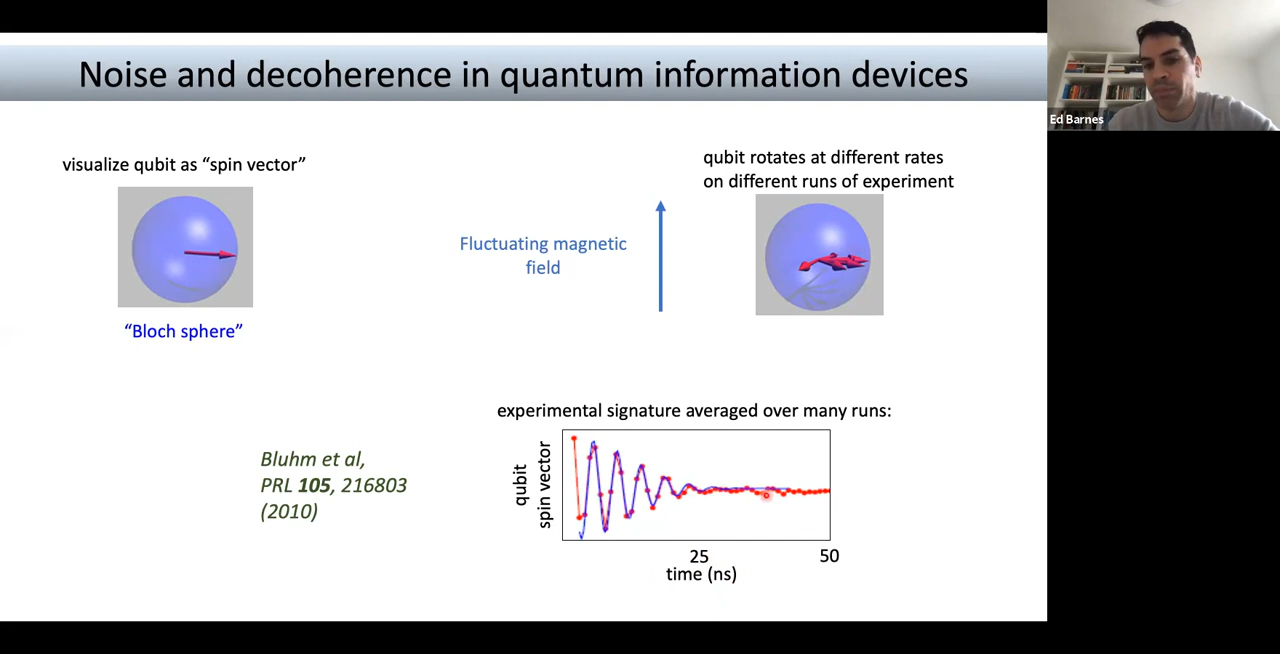 Noise and decoherence in quantum information devices
Ed Barnes
visualize qubit as “spin vector”
“Bloch sphere”
Fluctuating magnetic
field
qubit rotates at different rates
on different runs of experiment
experimental signature averaged over many runs:
Bluhm et al,
PRL 105, 216803
(2010)
qubit
spin vector
25
50
time (ns)